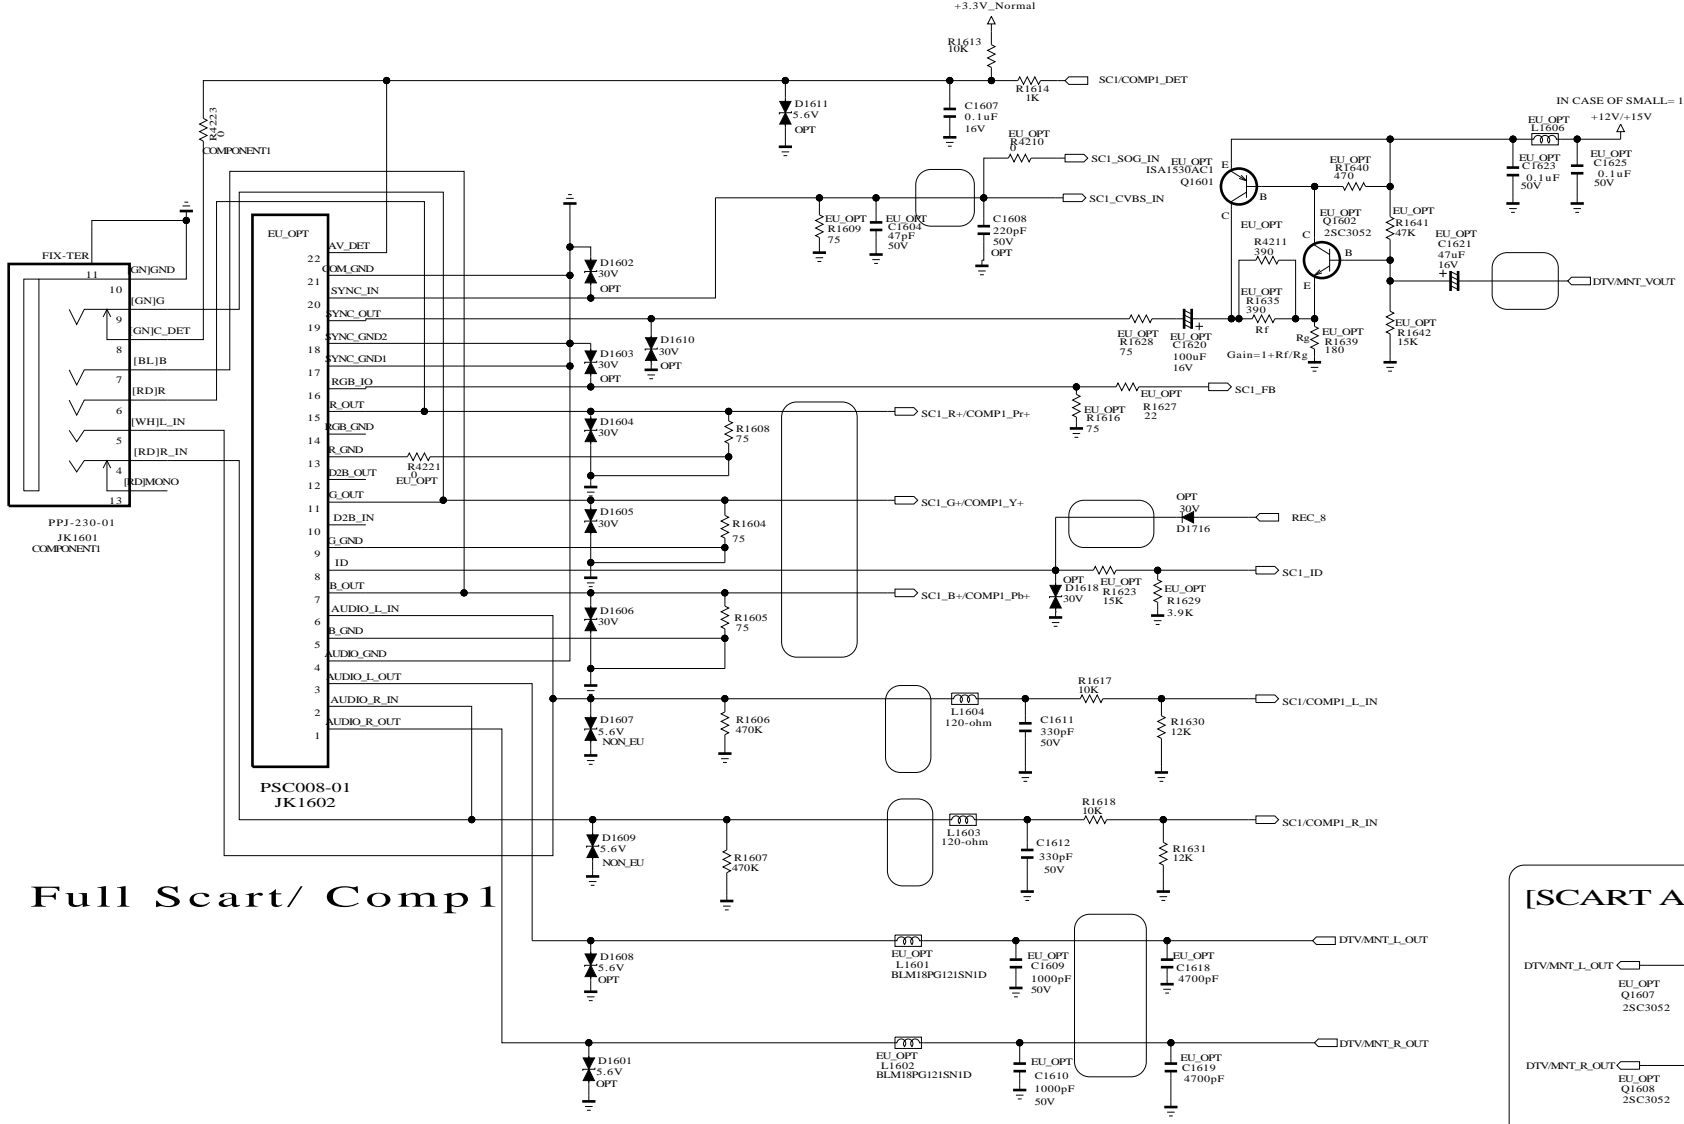 +3.3V_Normal
R1613
10K
SC1/COMP1_DET
R1614
1K
D1611
5.6V
OPT
C1607
0.1uF
16V
R4223
0
COMPONENT1
EU_OPT
R4210
0
SC1_SOG_IN
SC1_CVBS_IN
EU_OPT
R1609
75
EU_OPT
C1604
47pF
50V
C1608
220pF
50V
OPT
IN CASE OF SMALL= 1
+12V/+15V
EU_OPT
L1606
EU_OPT
C1623
0.1uF
50V
EU_OPT
C1625
0.1uF
50V
EU_OPT
ISA1530AC1
Q1601
E
B
C
EU_OPT
R1640
470
EU_OPT
Q1602
2SC3052
C
B
E
EU_OPT
R1641
47K
EU_OPT
R4211
390
EU_OPT
R1635
390
Rf
EU_OPT
C1621
47uF
16V
+
DTV/MNT_VOUT
EU_OPT
R1642
15K
Rg
EU_OPT
R1639
180
Gain=1+Rf/Rg
EU_OPT
R1628
75
+
EU_OPT
C1620
100uF
16V
FIX-TER
11
[GN]GND
10
[GN]G
9
[GN]C_DET
8
[BL]B
7
[RD]R
6
[WH]L_IN
5
[RD]R_IN
4
[RD]MONO
13
PPJ-230-01
JK1601
COMPONENT1
EU_OPT
AV_DET
22
COM_GND
21
SYNC_IN
20
SYNC_OUT
19
SYNC_GND2
18
SYNC_GND1
17
RGB_IO
16
R_OUT
15
RGB_GND
14
R_GND
13
D2B_OUT
12
G_OUT
11
D2B_IN
10
G_GND
9
ID
8
B_OUT
7
AUDIO_L_IN
6
B_GND
5
AUDIO_GND
4
AUDIO_L_OUT
3
AUDIO_R_IN
2
AUDIO_R_OUT
1
PSC008-01
JK1602
D1602
30V
OPT
D1603
30V
OPT
D1610
30V
OPT
SC1_FB
EU_OPT
R1627
22
EU_OPT
R1616
75
D1604
30V
R1608
75
SC1_R+/COMP1_Pr+
R4221
0
EU_OPT
D1605
30V
R1604
75
SC1_G+/COMP1_Y+
OPT
30V
D1716
REC_8
SC1_ID
OPT
D1618
30V
EU_OPT
R1623
15K
EU_OPT
R1629
3.9K
D1606
30V
R1605
75
SC1_B+/COMP1_Pb+
D1607
5.6V
NON_EU
R1606
470K
L1604
120-ohm
C1611
330pF
50V
R1617
10K
R1630
12K
SC1/COMP1_L_IN
D1609
5.6V
NON_EU
R1607
470K
L1603
120-ohm
C1612
330pF
50V
R1618
10K
R1631
12K
SC1/COMP1_R_IN
Full Scart/ Comp1
D1608
5.6V
OPT
EU_OPT
L1601
BLM18PG121SN1D
EU_OPT
C1609
1000pF
50V
EU_OPT
C1618
4700pF
DTV/MNT_L_OUT
D1601
5.6V
OPT
EU_OPT
L1602
BLM18PG121SN1D
EU_OPT
C1610
1000pF
50V
EU_OPT
C1619
4700pF
DTV/MNT_R_OUT
[SCART A
DTV/MNT_L_OUT
EU_OPT
Q1607
2SC3052
DTV/MNT_R_OUT
EU_OPT
Q1608
2SC3052